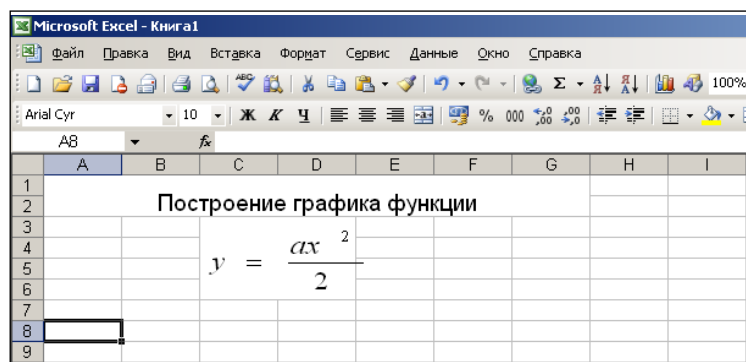 Microsoft Excel - Книга1
Файл Правка Вид Вставка Формат Сервис Данные Окно Справка
100%
Arial Cyr 10 Ж К Ч % 000
A8 fx
A B C D E F G H I
1
2 Построение графика функции
3
4
5
6
7
8
9
y = ax 2
2